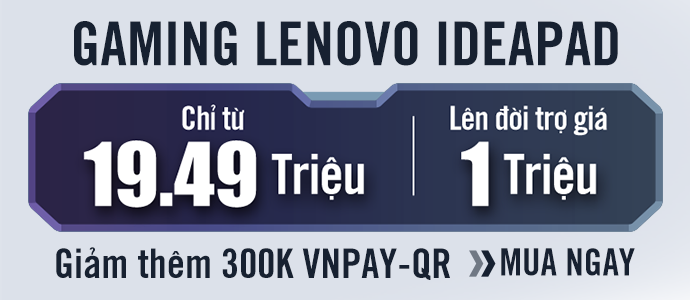 GAMING LENOVO IDEAPAD
Chỉ từ
19.49 Triệu
Lên đời trợ giá
1 Triệu
Giảm thêm 300K VNPAY-QR
MUA NGAY